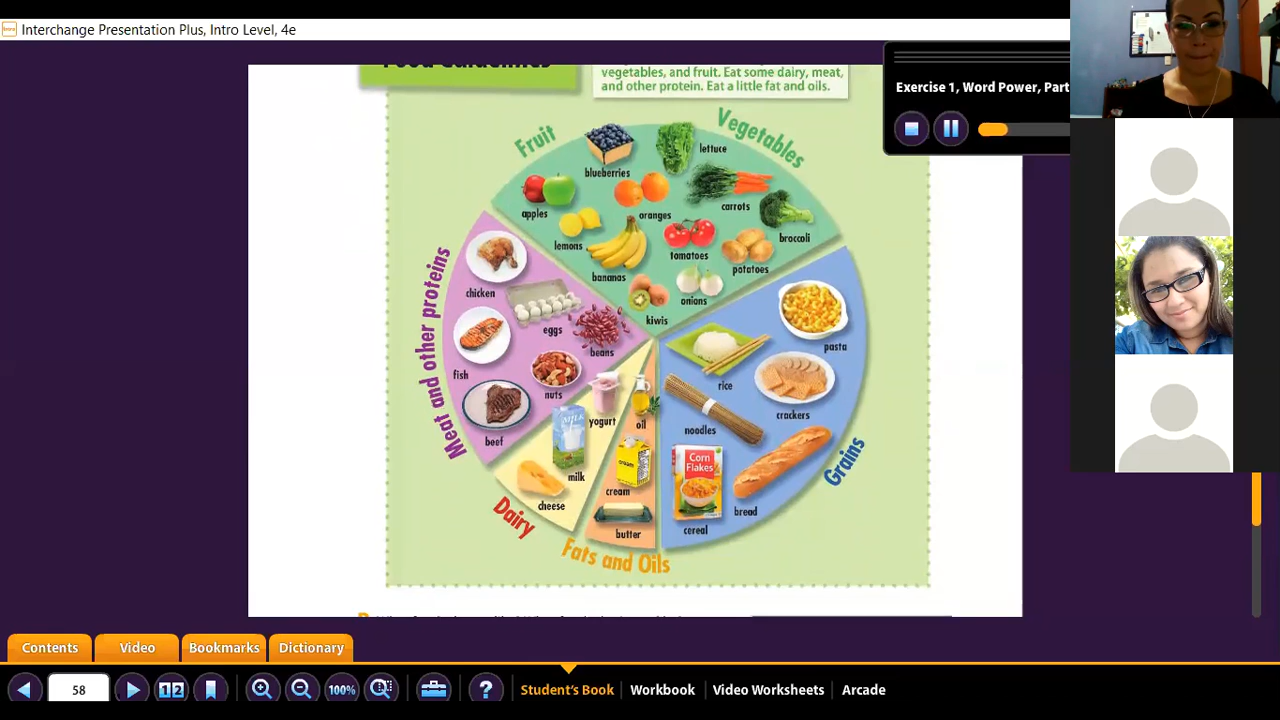 Interchange Presentation Plus, Intro Level, 4e
vegetables, and fruit. Eat some dairy, meat,
and other protein. Eat a little fat and oils.
Exercise 1, Word Power, Part
Fruit
Vegetables
blueberries
lettuce
apples
oranges
carrots
lemons
broccoli
bananas
tomatoes
potatoes
kiwis
onions
Meat and other proteins
chicken
eggs
beans
fish
nuts
beef
yogurt
MILK
milk
cheese
Dairy
oil
cream
cream
butter
Fats and Oils
pasta
rice
crackers
noodles
Corn
Flakes
bread
cereal
Grains
Contents
Video
Bookmarks
Dictionary
58
1 2
100%
?
Student's Book
Workbook
Video Worksheets
Arcade